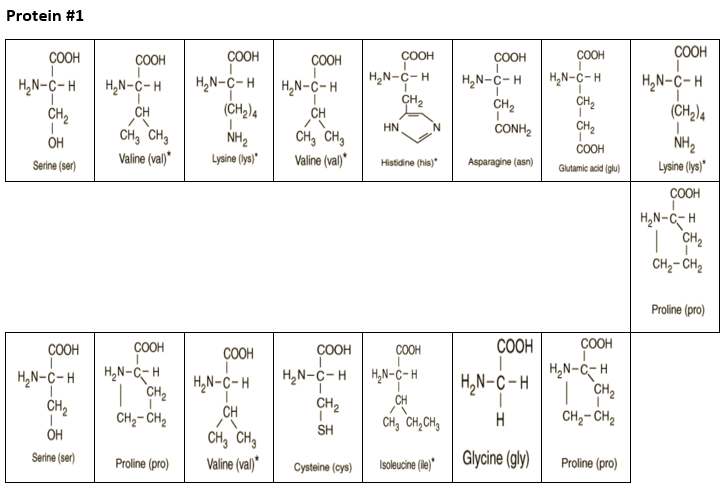 Protein #1
COOH
H₂N-C-H
CH₂
OH
Serine (ser)
COOH
H₂N-C-H
CH
CH₃ CH₃
Valine (val)*
COOH
H₂N-C-H
(CH₂)₄
NH₂
Lysine (lys)*
COOH
H₂N-C-H
CH
CH₃ CH₃
Valine (val)*
COOH
H₂N-C-H
CH₂
HN N
Histidine (his)*
COOH
H₂N-C-H
CH₂
CONH₂
Asparagine (asn)
COOH
H₂N-C-H
CH₂
CH₂
COOH
Glutamic acid (glu)
COOH
H₂N-C-H
(CH₂)₄
NH₂
Lysine (lys)*
COOH
H₂N-C-H
CH₂
CH₂-CH₂
Proline (pro)
COOH
H₂N-C-H
CH₂
OH
Serine (ser)
COOH
H₂N-C-H
CH₂
CH₂-CH₂
Proline (pro)
COOH
H₂N-C-H
CH
CH₃ CH₃
Valine (val)*
COOH
H₂N-C-H
CH₂
SH
Cysteine (cys)
COOH
H₂N-C-H
CH
CH₃ CH₂CH₃
Isoleucine (ile)*
COOH
H₂N-C-H
H
Glycine (gly)
COOH
H₂N-C-H
CH₂
CH₂-CH₂
Proline (pro)